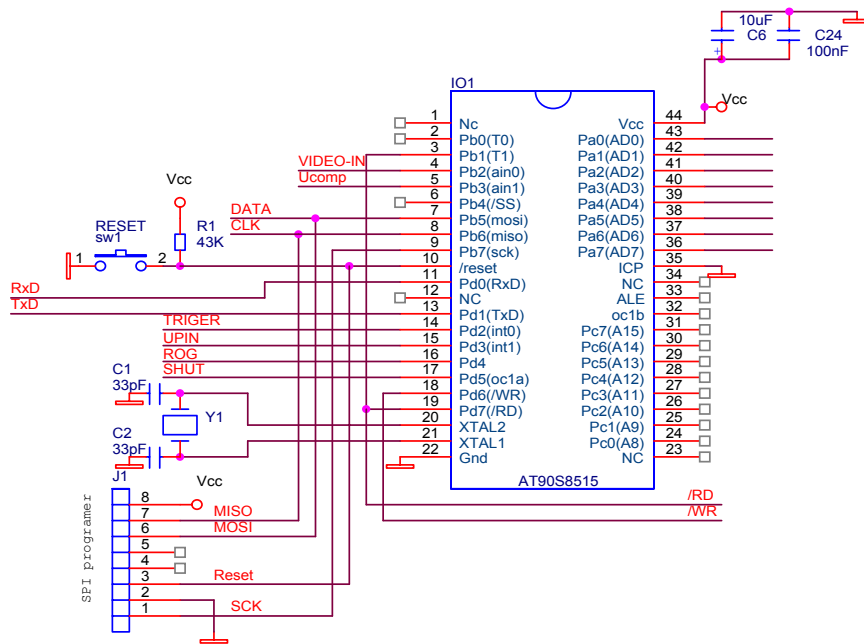 10uF
C6
C24
100nF
Vcc
IO1
1 Nc Vcc 44
2 Pb0(T0) Pa0(AD0) 43
3 Pb1(T1) Pa1(AD1) 42
VIDEO-IN 4 Pb2(ain0) Pa2(AD2) 41
Ucomp 5 Pb3(ain1) Pa3(AD3) 40
6 Pb4(/SS) Pa4(AD4) 39
DATA 7 Pb5(mosi) Pa5(AD5) 38
CLK 8 Pb6(miso) Pa6(AD6) 37
9 Pb7(sck) Pa7(AD7) 36
10 /reset ICP 35
11 Pd0(RxD) NC 34
12 NC ALE 33
13 Pd1(TxD) oc1b 32
TRIGER 14 Pd2(int0) Pc7(A15) 31
UPIN 15 Pd3(int1) Pc6(A14) 30
ROG 16 Pd4 Pc5(A13) 29
SHUT 17 Pd5(oc1a) Pc4(A12) 28
18 Pd6(/WR) Pc3(A11) 27
19 Pd7(/RD) Pc2(A10) 26
20 XTAL2 Pc1(A9) 25
21 XTAL1 Pc0(A8) 24
22 Gnd NC 23
AT90S8515
Vcc
R1
43K
RESET
sw1
1 2
RxD
TxD
C1
33pF
Y1
C2
33pF
/RD
/WR
J1
SPI programer
8 Vcc
7 MISO
6 MOSI
5
4
3 Reset
2
1 SCK
+